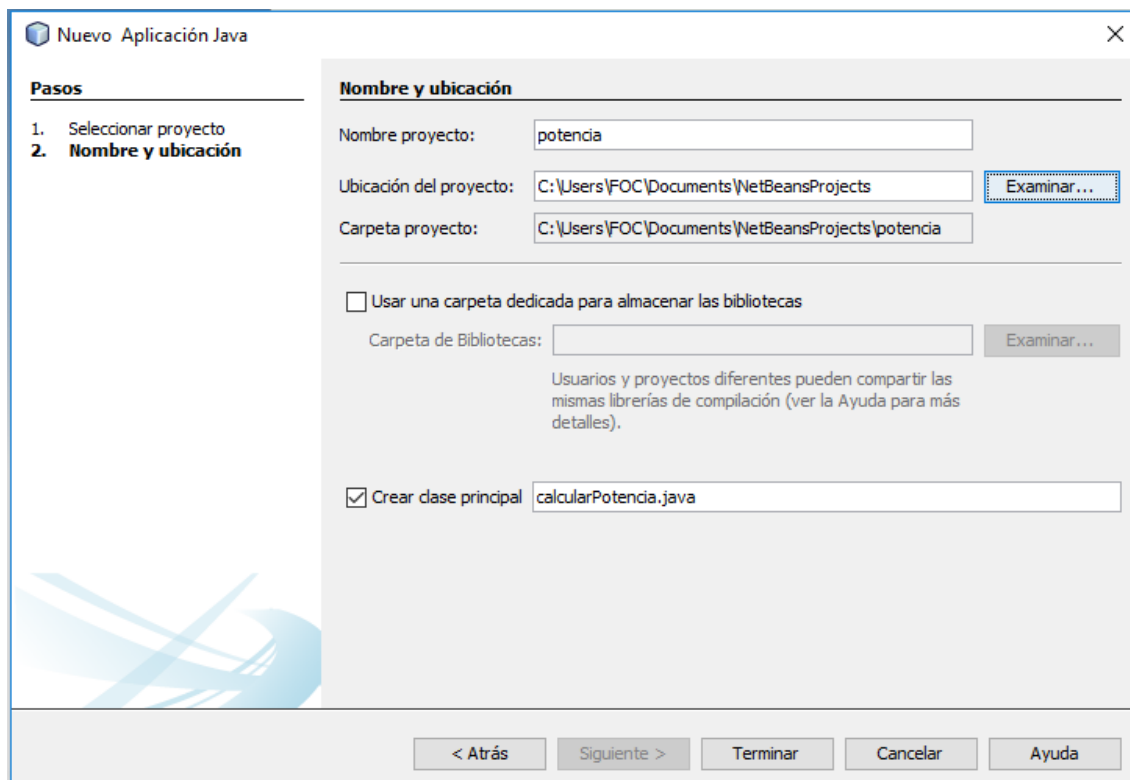 Nuevo  Aplicación Java
Pasos
1. Seleccionar proyecto
2. Nombre y ubicación
Nombre y ubicación
Nombre proyecto: potencia
Ubicación del proyecto: C:\Users\FOC\Documents\NetBeansProjects Examinar...
Carpeta proyecto: C:\Users\FOC\Documents\NetBeansProjects\potencia
Usar una carpeta dedicada para almacenar las bibliotecas
Carpeta de Bibliotecas: Examinar...
Usuarios y proyectos diferentes pueden compartir las
mismas librerías de compilación (ver la Ayuda para más
detalles).
Crear clase principal calcularPotencia.java
< Atrás Siguiente > Terminar Cancelar Ayuda